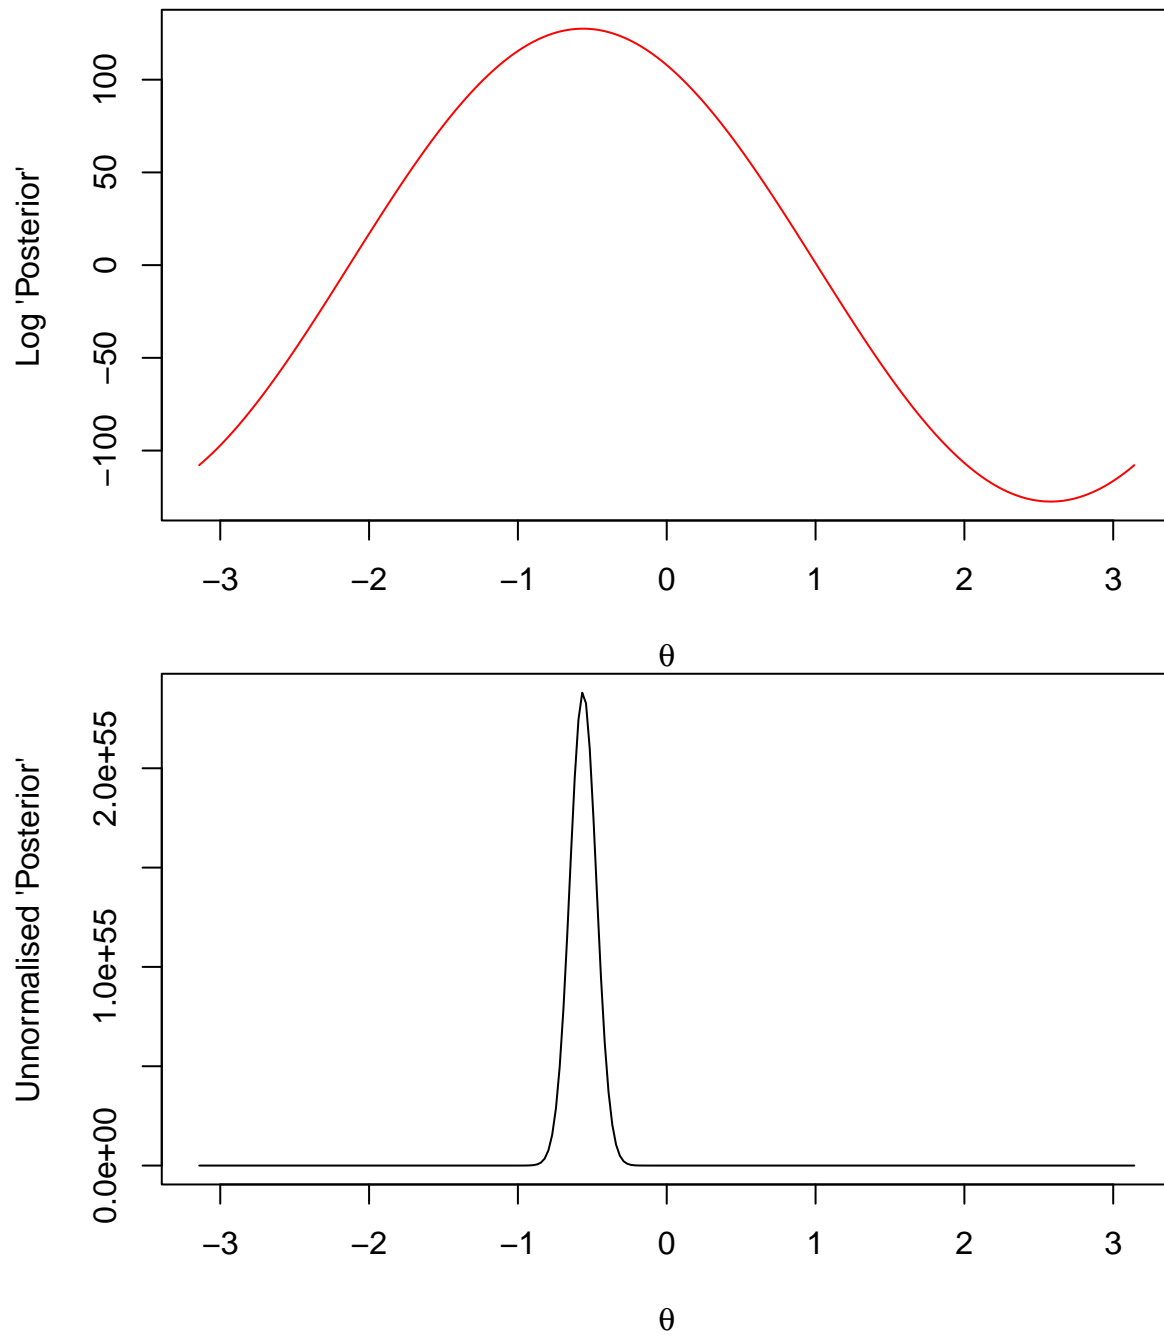 Log 'Posterior'
100
50
0
−50
−100
−3 −2 −1 0 1 2 3
θ
Unnormalised 'Posterior'
2.0e+55
1.0e+55
0.0e+00
−3 −2 −1 0 1 2 3
θ